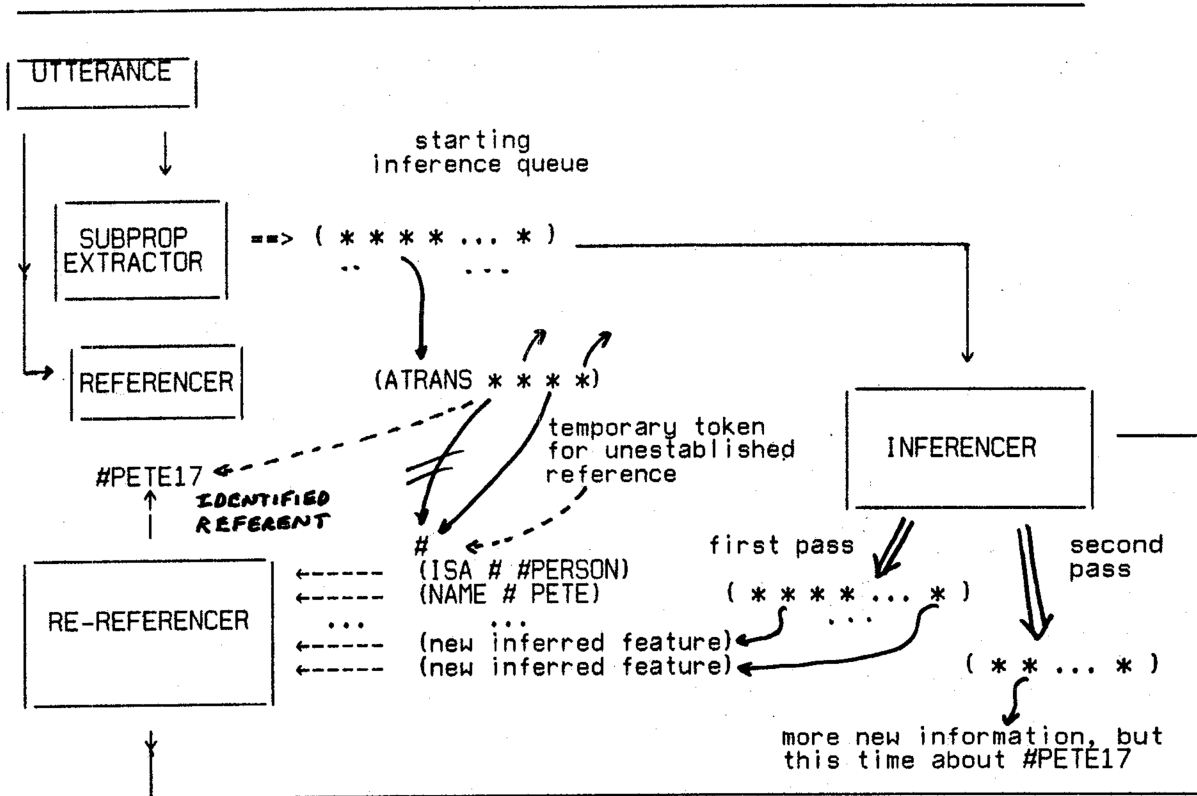 UTTERANCE
starting
inference queue
SUBPROP
EXTRACTOR
==> ( * * * * ... * )
.. ...
REFERENCER
(ATRANS * * * *)
temporary token
for unestablished
reference
INFERENCER
#PETE17
IDENTIFIED
REFERENT
#
first pass
second
pass
(ISA # #PERSON)
(NAME # PETE)
( * * * * ... * )
...
RE-REFERENCER
... ...
(new inferred feature)
(new inferred feature)
( * * ... * )
more new information, but
this time about #PETE17